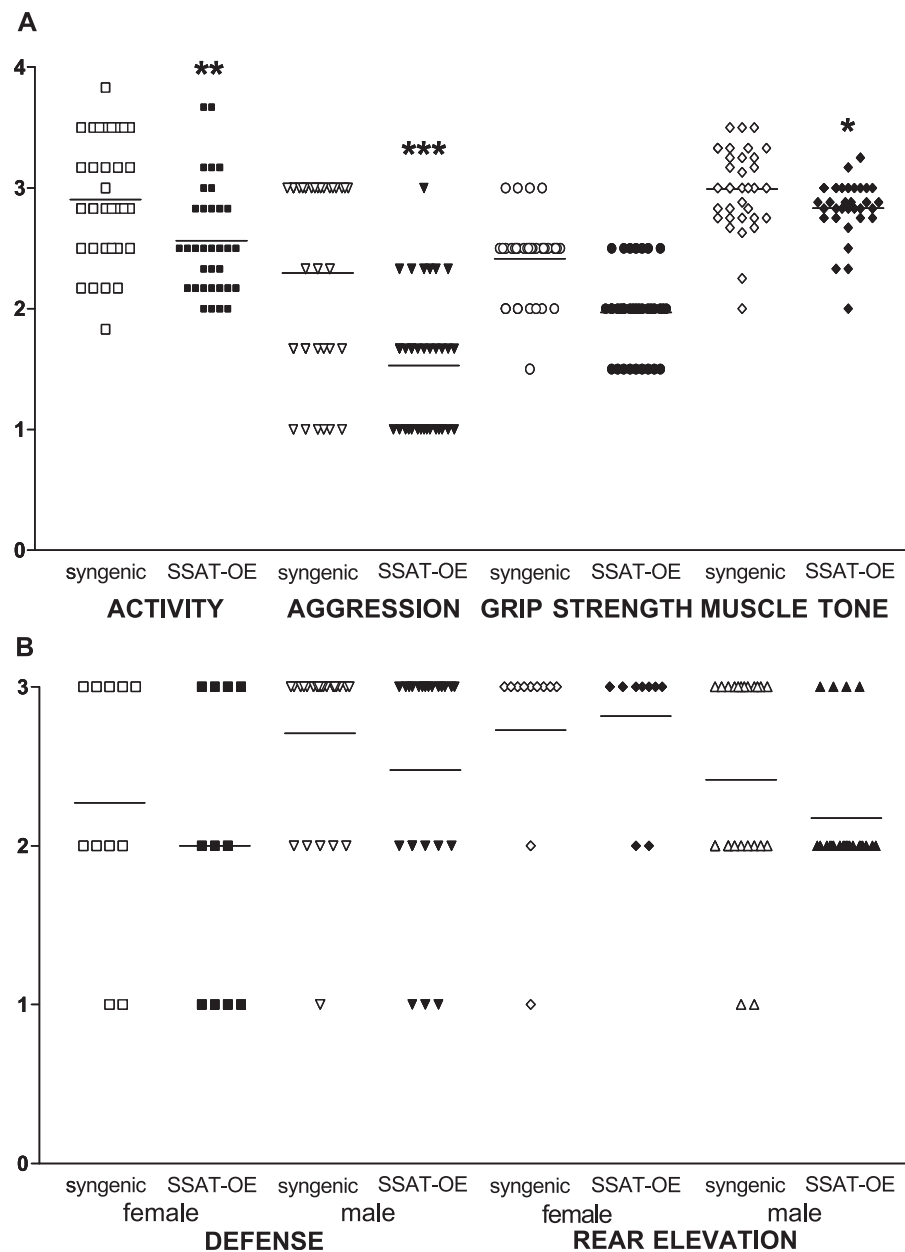 A
4
**
***
*
3
2
1
0
syngenic SSAT-OE syngenic SSAT-OE syngenic SSAT-OE syngenic SSAT-OE
ACTIVITY AGGRESSION GRIP STRENGTH MUSCLE TONE
B
3
2
1
0
syngenic SSAT-OE syngenic SSAT-OE syngenic SSAT-OE syngenic SSAT-OE
female male female male
DEFENSE REAR ELEVATION